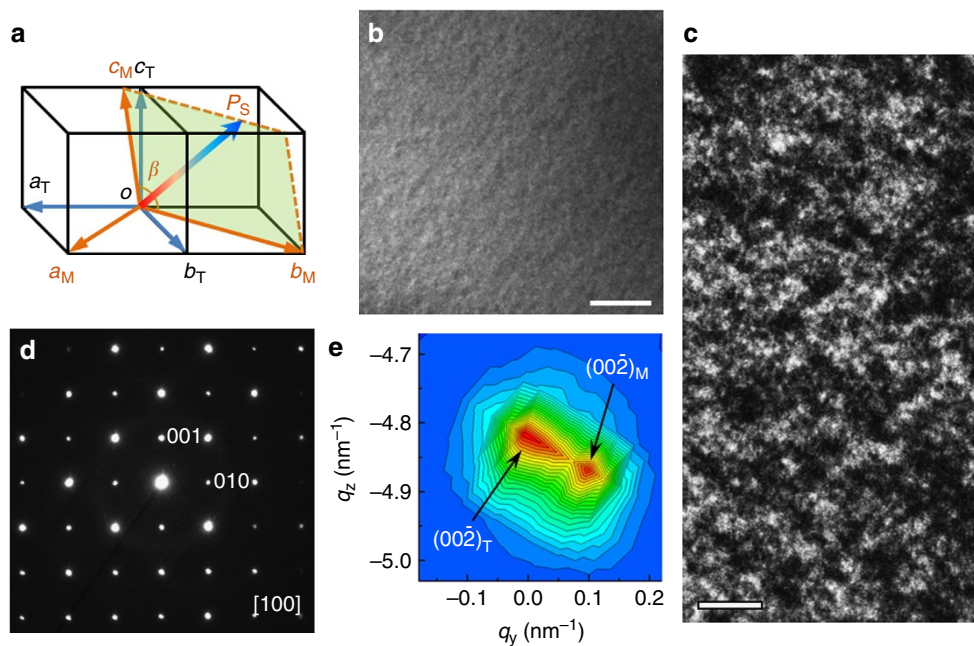 a
c_M c_T
P_S
β
a_T
o
a_M
b_T
b_M
b
c
d
001
010
[100]
e
−4.7
(002̄)_M
−4.8
q_z (nm⁻¹)
−4.9
(002̄)_T
−5.0
−0.1 0.0 0.1 0.2
q_y (nm⁻¹)